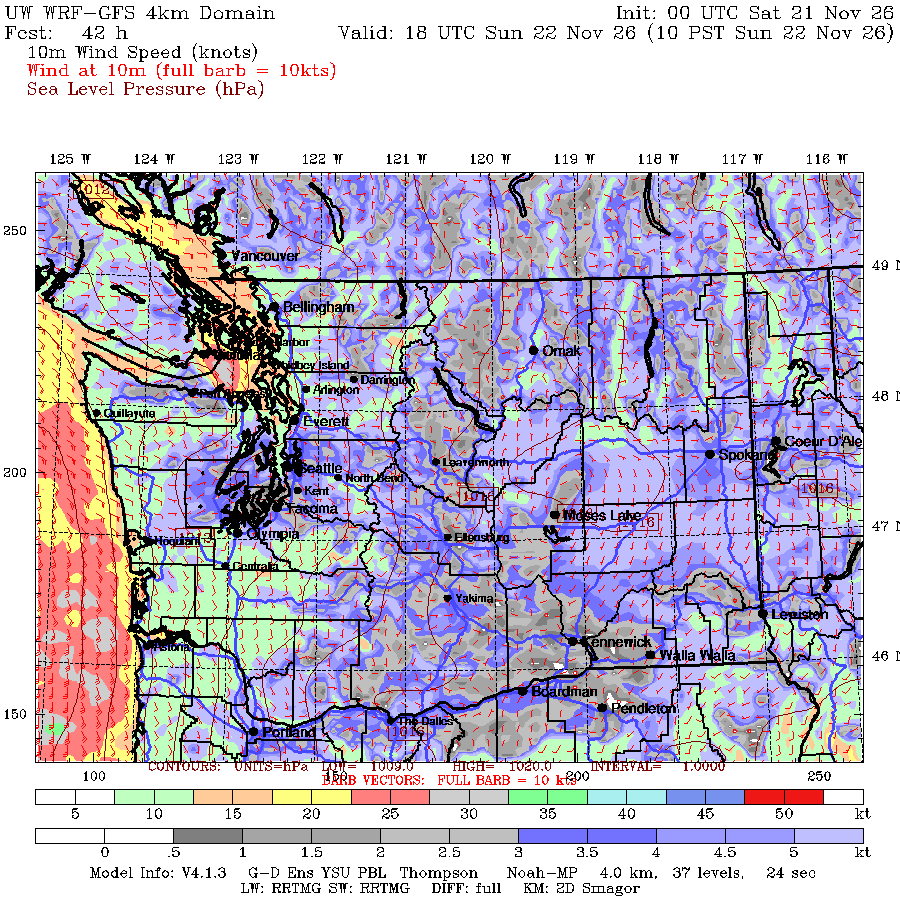 UW WRF-GFS 4km Domain Init: 00 UTC Sat 21 Nov 26
Fcst: 42 h Valid: 18 UTC Sun 22 Nov 26 (10 PST Sun 22 Nov 26)
10m Wind Speed (knots)
Wind at 10m (full barb = 10kts)
Sea Level Pressure (hPa)
125 W 124 W 123 W 122 W 121 W 120 W 119 W 118 W 117 W 116 W
1012
250
Vancouver
49 N
Bellingham
Omak
Darrington
Arlington
48 N
Quillayute
Everett
Coeur D'Ale
Spokane
Leavenworth
200
Seattle
North Bend
Kent
1016
Tacoma
Moses Lake
16
47 N
Olympia
Ellensburg
Hoquiam
Centralia
Yakima
Lewiston
Kennewick
Astoria
Walla Walla
46 N
Boardman
Pendleton
150
The Dalles
Portland
1016
CONTOURS: UNITS=hPa LOW= 1009.0 HIGH= 1020.0 INTERVAL= 1.0000
100 150 200 250
BARB VECTORS: FULL BARB = 10 kts
5 10 15 20 25 30 35 40 45 50 kt
0 .5 1 1.5 2 2.5 3 3.5 4 4.5 5 kt
Model Info: V4.1.3 G-D Ens YSU PBL Thompson Noah-MP 4.0 km, 37 levels, 24 sec
LW: RRTMG SW: RRTMG DIFF: full KM: 2D Smagor